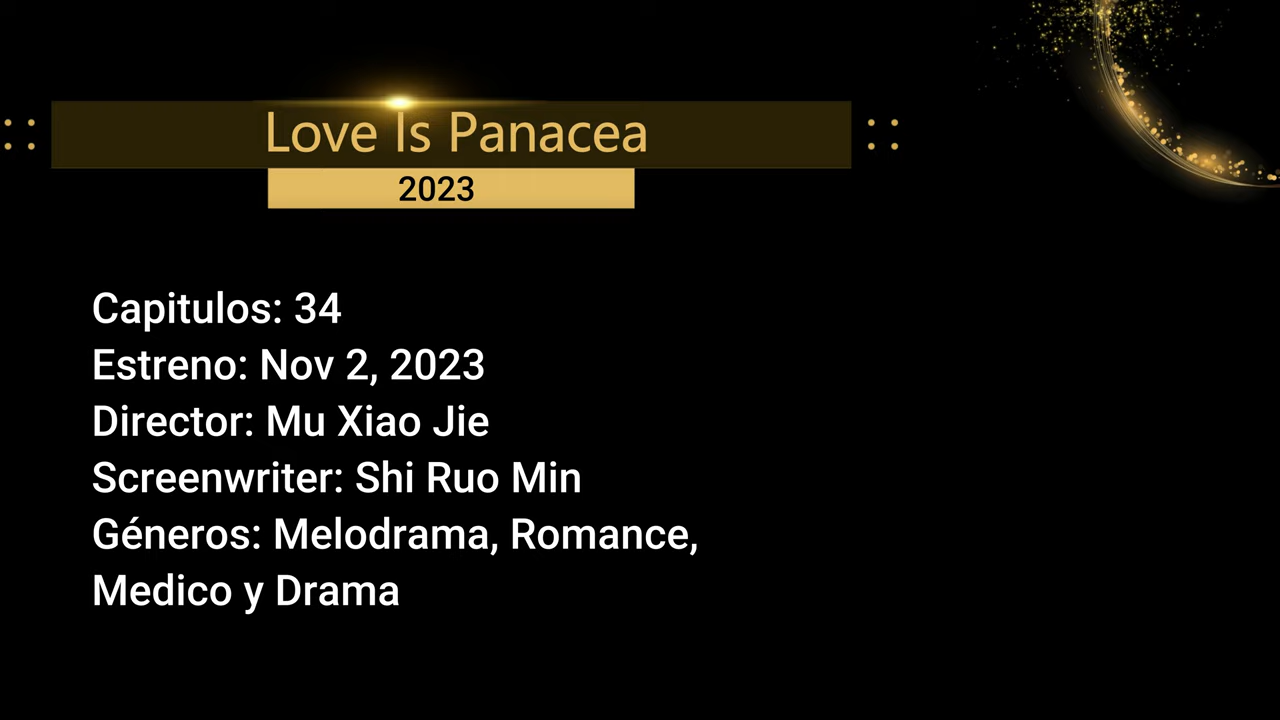 Love Is Panacea
2023
Capitulos: 34
Estreno: Nov 2, 2023
Director: Mu Xiao Jie
Screenwriter: Shi Ruo Min
Géneros: Melodrama, Romance,
Medico y Drama